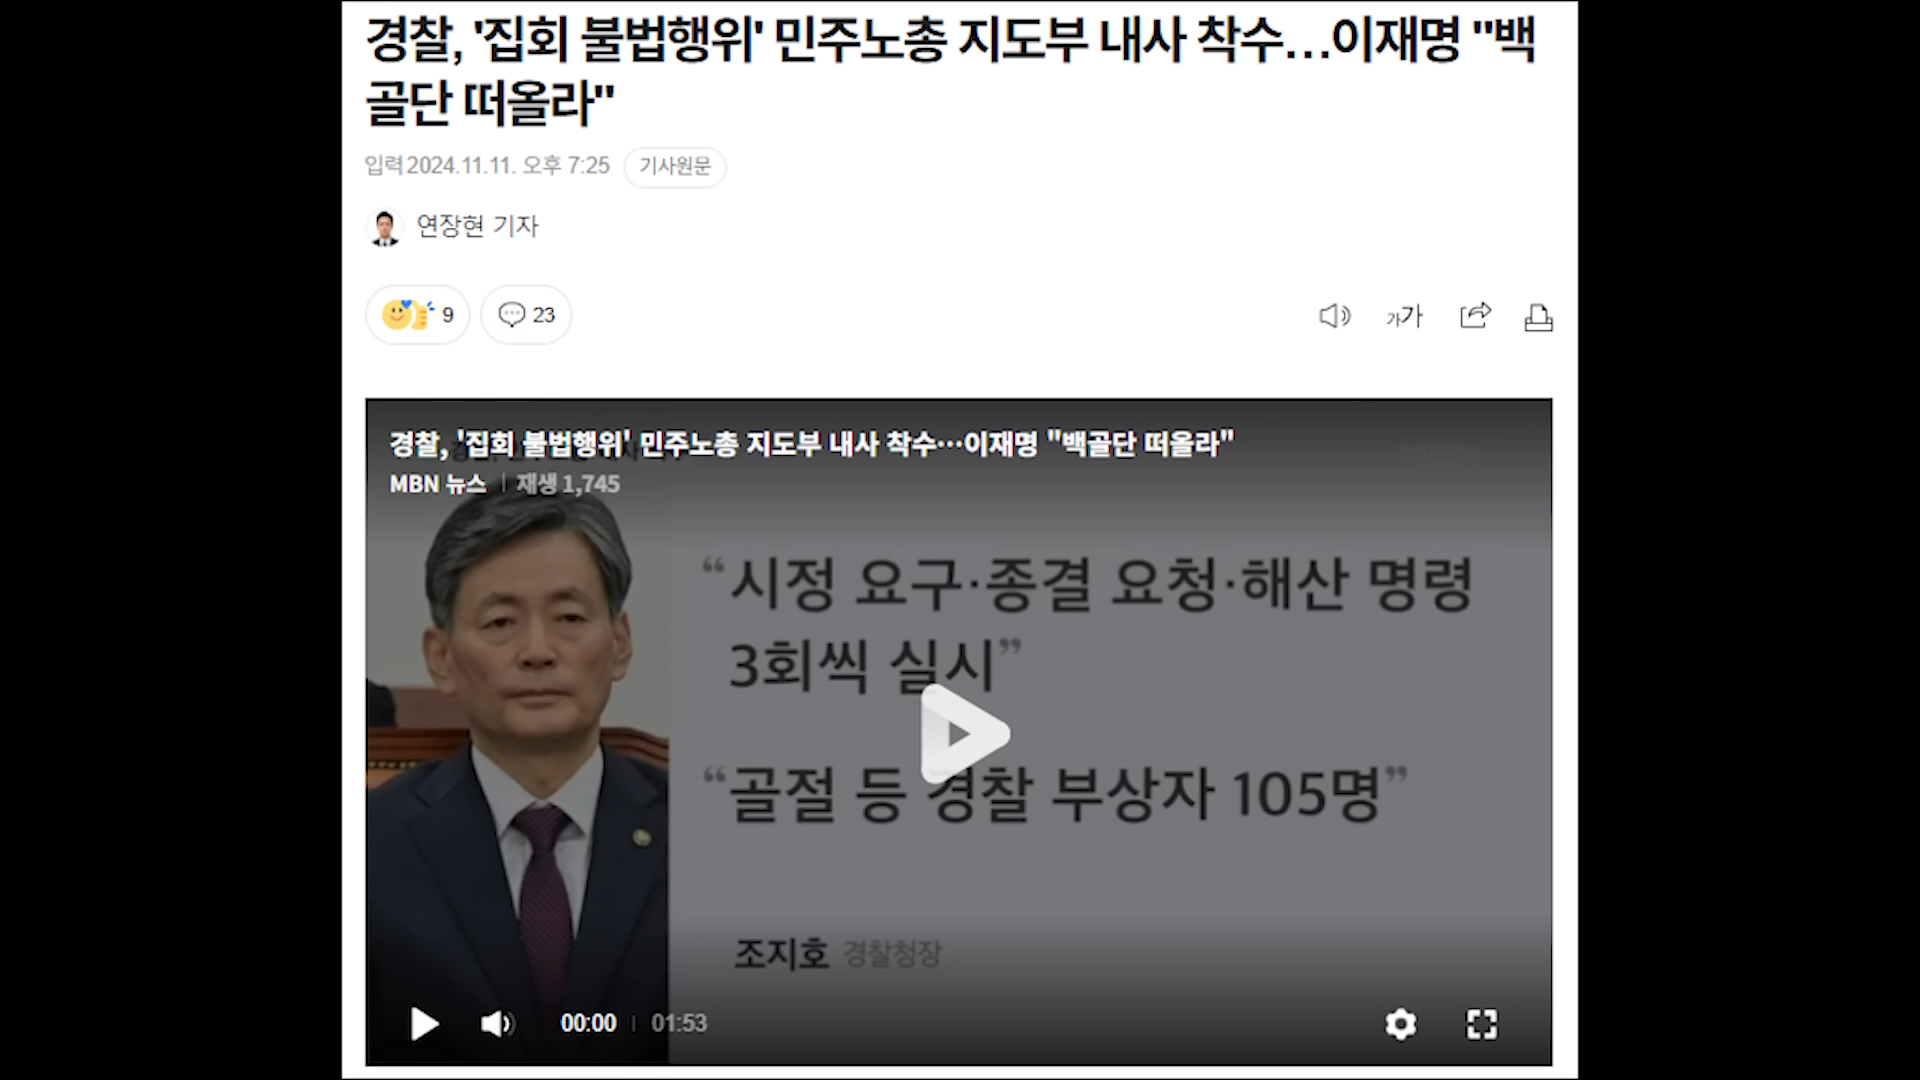 경찰, '집회 불법행위' 민주노총 지도부 내사 착수...이재명 "백
골단 떠올라"
입력 2024.11.11. 오후 7:25 기사원문
연장현 기자
9 23
가가
경찰, '집회 불법행위' 민주노총 지도부 내사 착수…이재명 "백골단 떠올라"
MBN 뉴스 | 재생 1,745
“시정 요구·종결 요청·해산 명령
3회씩 실시”
“골절 등 경찰 부상자 105명”
조지호 경찰청장
00:00 | 01:53